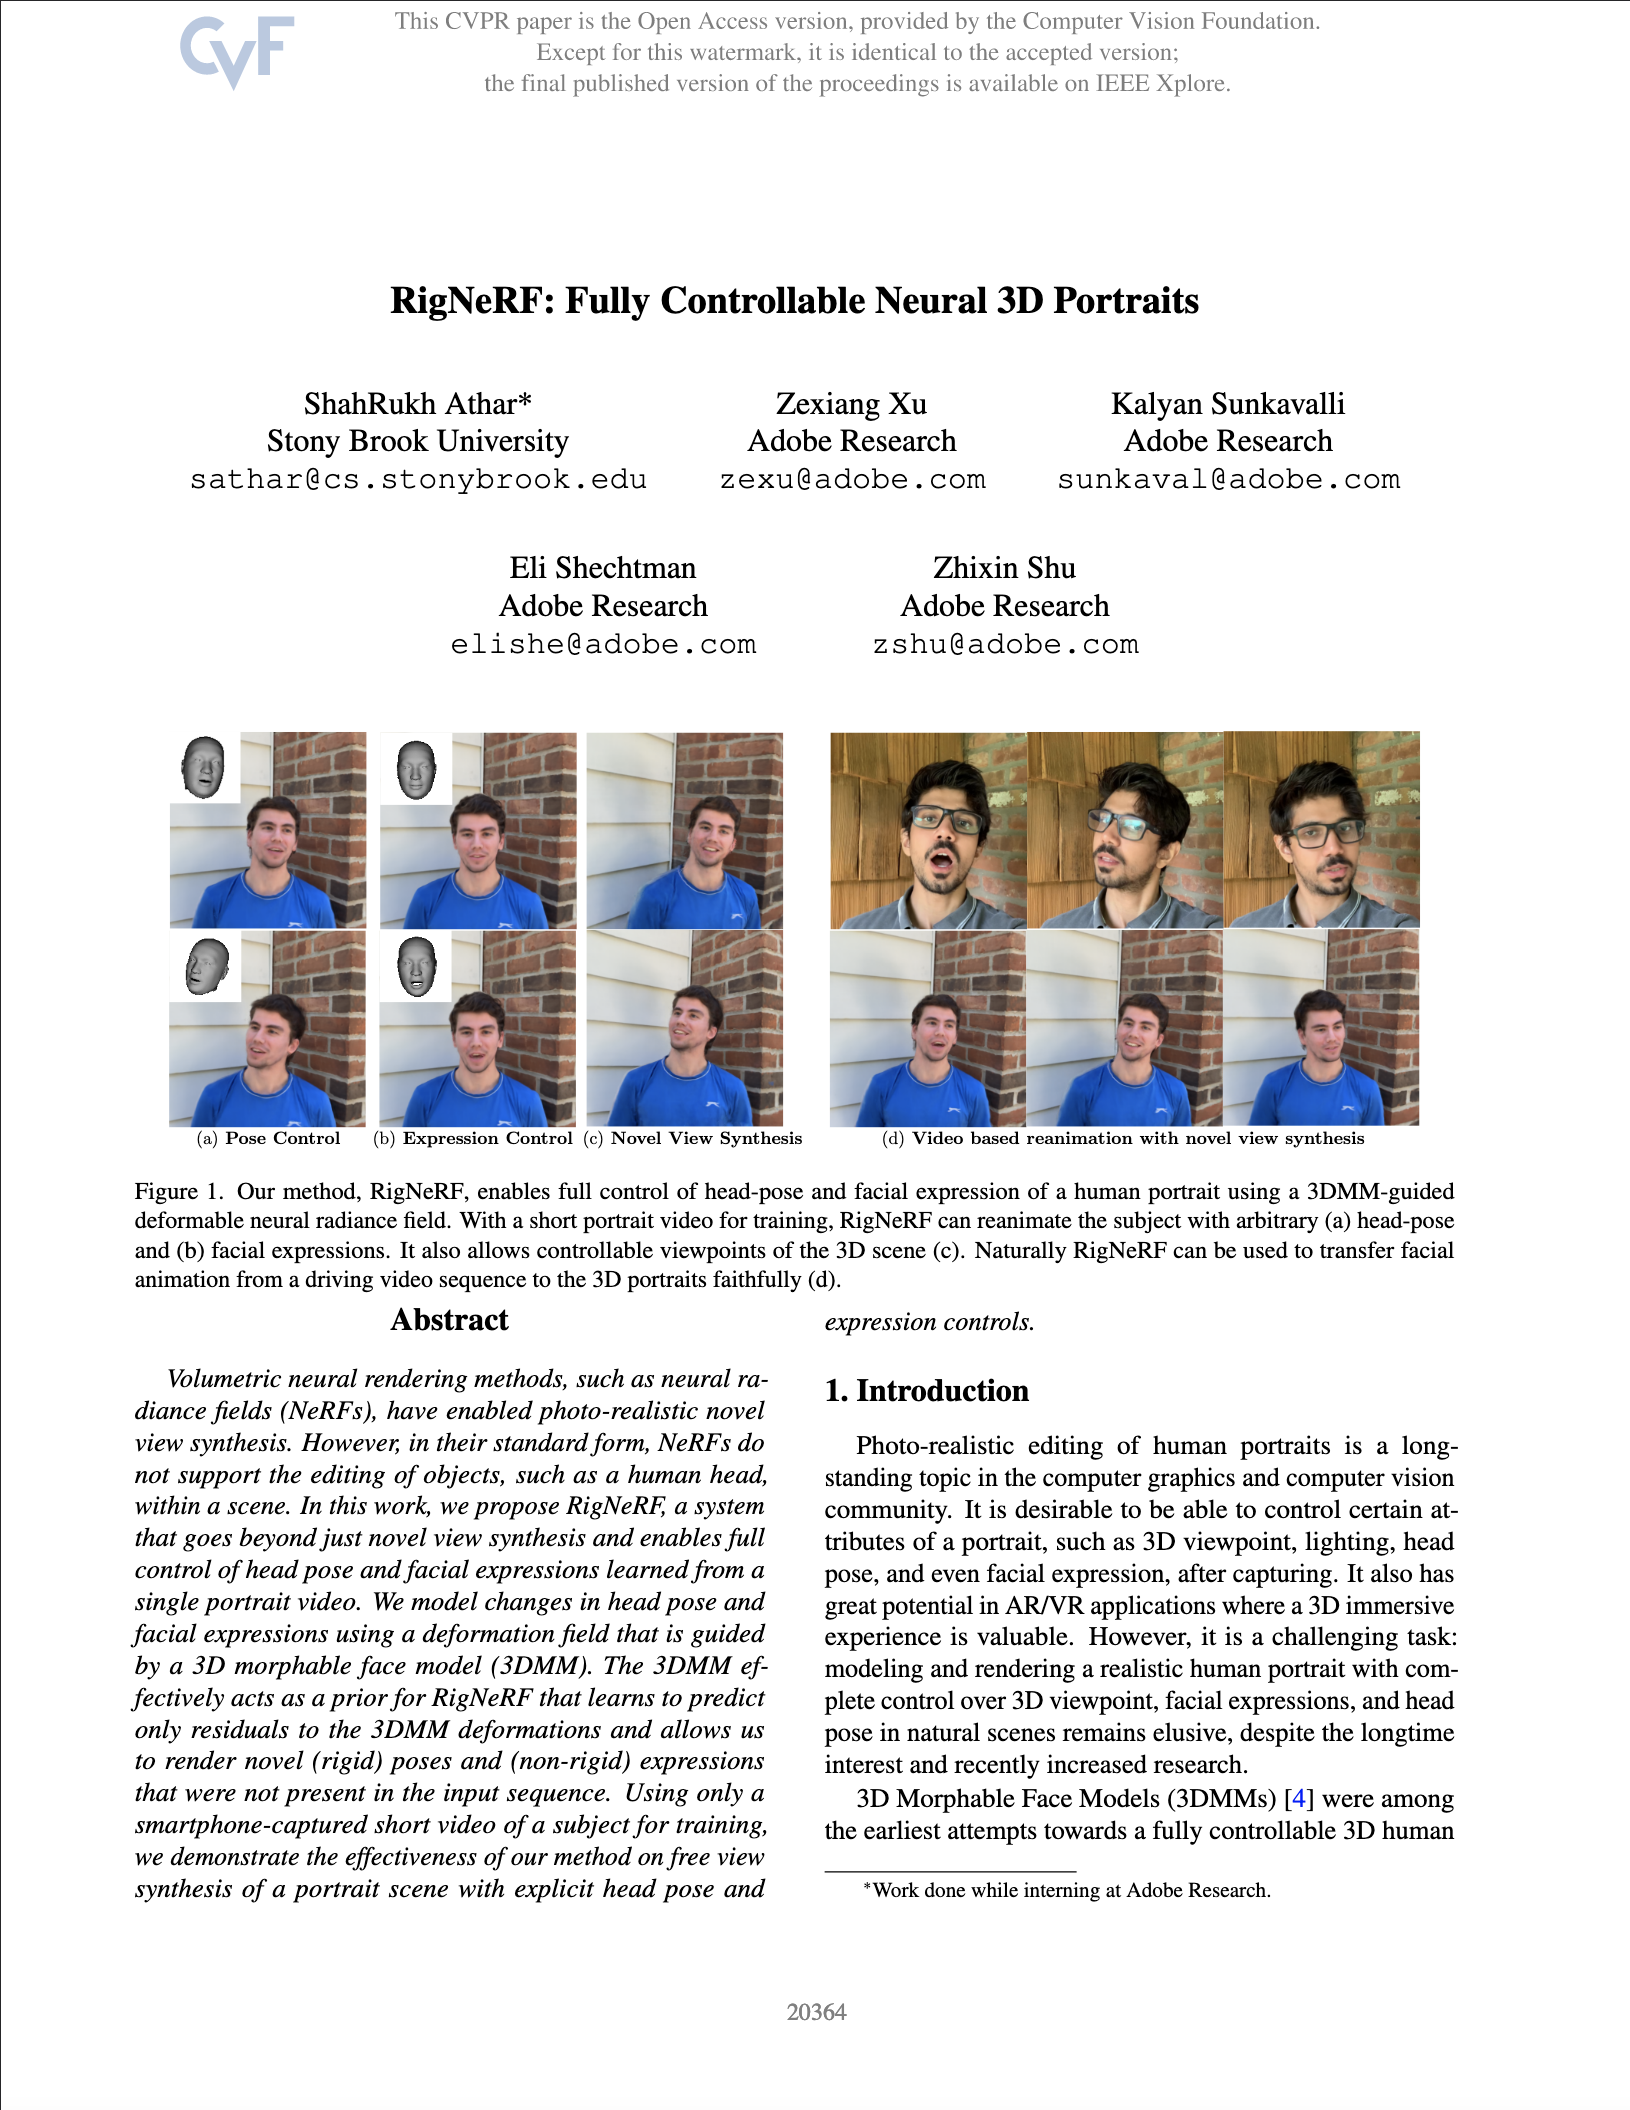 CVF
This CVPR paper is the Open Access version, provided by the Computer Vision Foundation.
Except for this watermark, it is identical to the accepted version;
the final published version of the proceedings is available on IEEE Xplore.
RigNeRF: Fully Controllable Neural 3D Portraits
ShahRukh Athar*
Stony Brook University
sathar@cs.stonybrook.edu
Zexiang Xu
Adobe Research
zexu@adobe.com
Kalyan Sunkavalli
Adobe Research
sunkaval@adobe.com
Eli Shechtman
Adobe Research
elishe@adobe.com
Zhixin Shu
Adobe Research
zshu@adobe.com
(a) Pose Control
(b) Expression Control
(c) Novel View Synthesis
(d) Video based reanimation with novel view synthesis
Figure 1. Our method, RigNeRF, enables full control of head-pose and facial expression of a human portrait using a 3DMM-guided
deformable neural radiance field. With a short portrait video for training, RigNeRF can reanimate the subject with arbitrary (a) head-pose
and (b) facial expressions. It also allows controllable viewpoints of the 3D scene (c). Naturally RigNeRF can be used to transfer facial
animation from a driving video sequence to the 3D portraits faithfully (d).
Abstract
Volumetric neural rendering methods, such as neural ra-
diance fields (NeRFs), have enabled photo-realistic novel
view synthesis. However, in their standard form, NeRFs do
not support the editing of objects, such as a human head,
within a scene. In this work, we propose RigNeRF, a system
that goes beyond just novel view synthesis and enables full
control of head pose and facial expressions learned from a
single portrait video. We model changes in head pose and
facial expressions using a deformation field that is guided
by a 3D morphable face model (3DMM). The 3DMM ef-
fectively acts as a prior for RigNeRF that learns to predict
only residuals to the 3DMM deformations and allows us
to render novel (rigid) poses and (non-rigid) expressions
that were not present in the input sequence. Using only a
smartphone-captured short video of a subject for training,
we demonstrate the effectiveness of our method on free view
synthesis of a portrait scene with explicit head pose and
expression controls.
1. Introduction
Photo-realistic editing of human portraits is a long-
standing topic in the computer graphics and computer vision
community. It is desirable to be able to control certain at-
tributes of a portrait, such as 3D viewpoint, lighting, head
pose, and even facial expression, after capturing. It also has
great potential in AR/VR applications where a 3D immersive
experience is valuable. However, it is a challenging task:
modeling and rendering a realistic human portrait with com-
plete control over 3D viewpoint, facial expressions, and head
pose in natural scenes remains elusive, despite the longtime
interest and recently increased research.
3D Morphable Face Models (3DMMs) [4] were among
the earliest attempts towards a fully controllable 3D human
*Work done while interning at Adobe Research.
20364